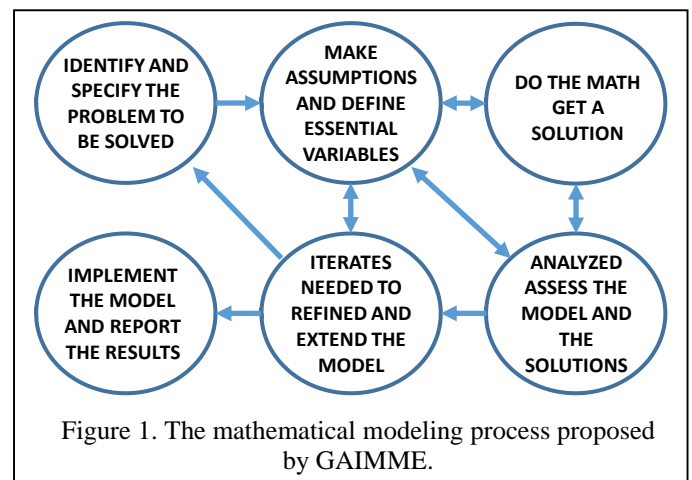 IDENTIFY AND
SPECIFY THE
PROBLEM TO
BE SOLVED
MAKE
ASSUMPTIONS
AND DEFINE
ESSENTIAL
VARIABLES
DO THE MATH
GET A
SOLUTION
IMPLEMENT
THE MODEL
AND REPORT
THE RESULTS
ITERATES
NEEDED TO
REFINED AND
EXTEND THE
MODEL
ANALYZED
ASSESS THE
MODEL AND
THE
SOLUTIONS
Figure 1. The mathematical modeling process proposed
by GAIMME.